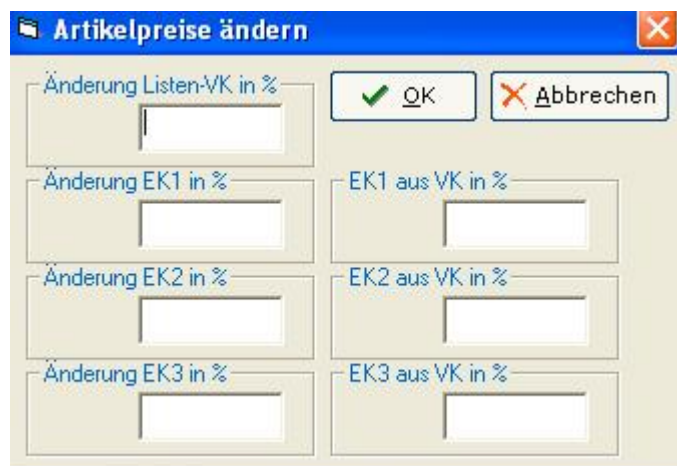 Artikelpreise ändern
Änderung Listen-VK in %
OK
Abbrechen
Änderung EK1 in %
EK1 aus VK in %
Änderung EK2 in %
EK2 aus VK in %
Änderung EK3 in %
EK3 aus VK in %